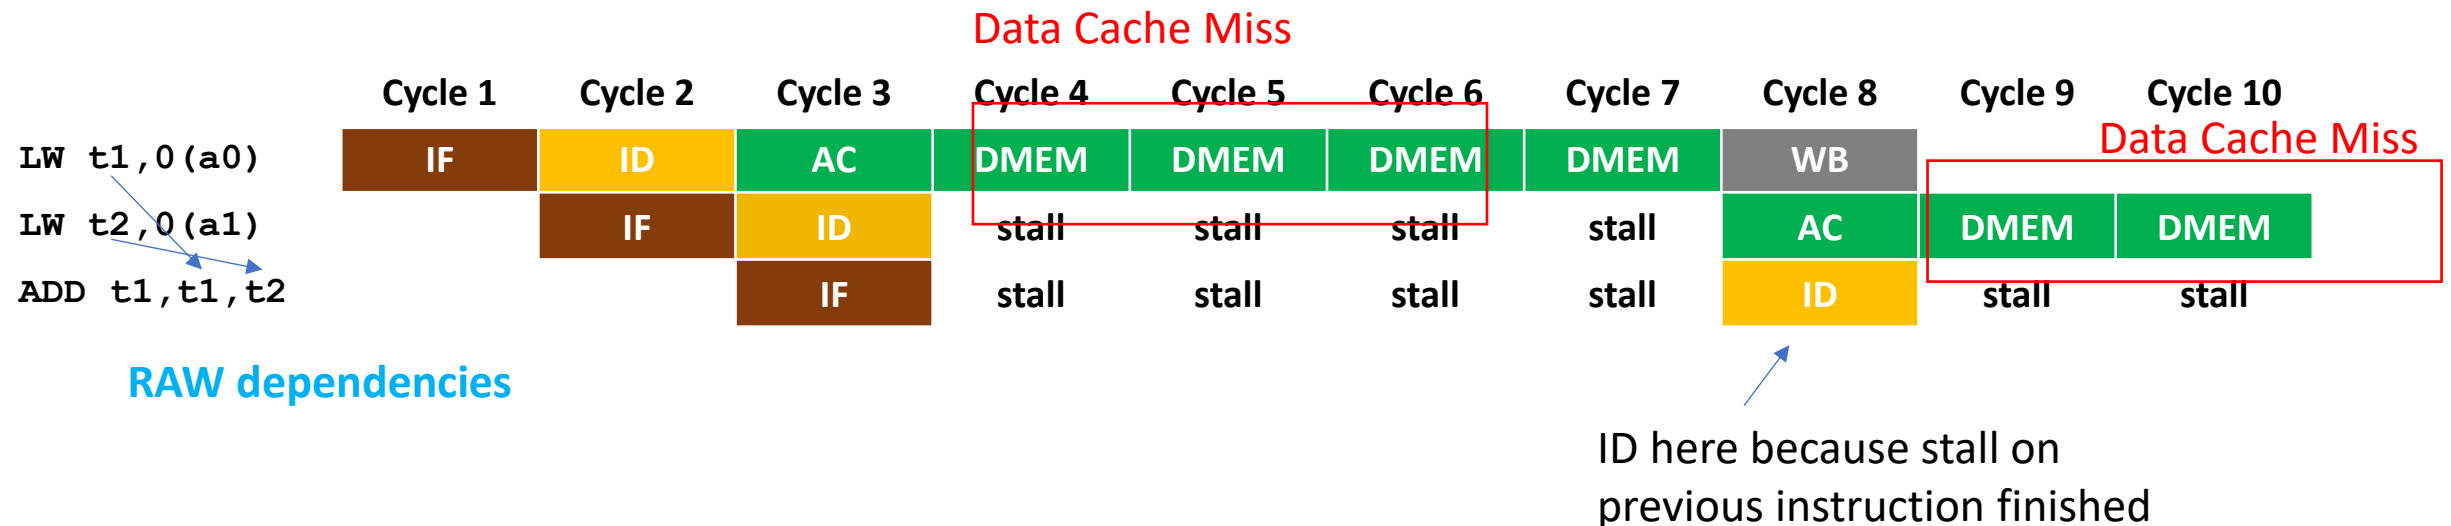 Data Cache Miss
Cycle 1 Cycle 2 Cycle 3 Cycle 4 Cycle 5 Cycle 6 Cycle 7 Cycle 8 Cycle 9 Cycle 10
Data Cache Miss
LW t1,0(a0) IF ID AC DMEM DMEM DMEM DMEM WB
LW t2,0(a1) IF ID stall stall stall stall AC DMEM DMEM
ADD t1,t1,t2 IF stall stall stall stall ID stall stall
RAW dependencies
ID here because stall on
previous instruction finished